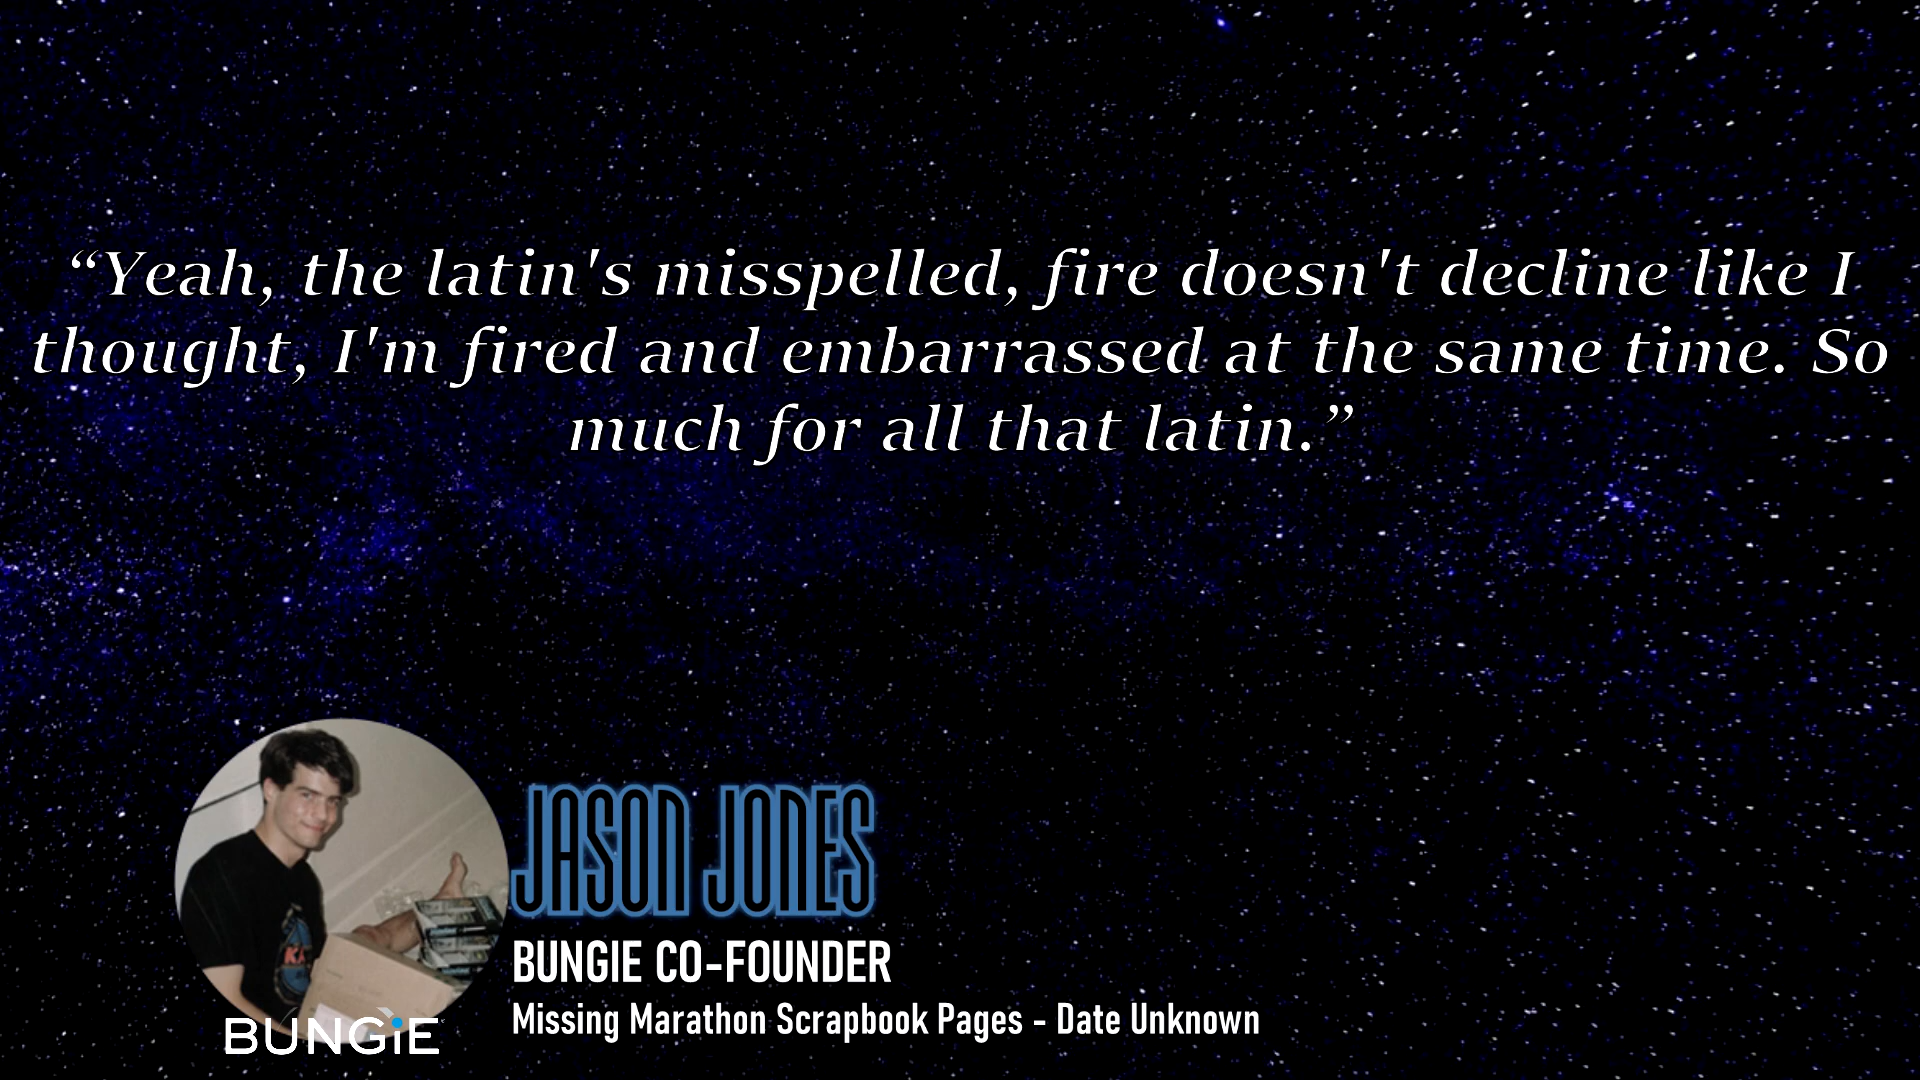 “Yeah, the latin's misspelled, fire doesn't decline like I
thought, I'm fired and embarrassed at the same time. So
much for all that latin.”
JASON JONES
BUNGIE CO-FOUNDER
Missing Marathon Scrapbook Pages - Date Unknown
BUNGiE